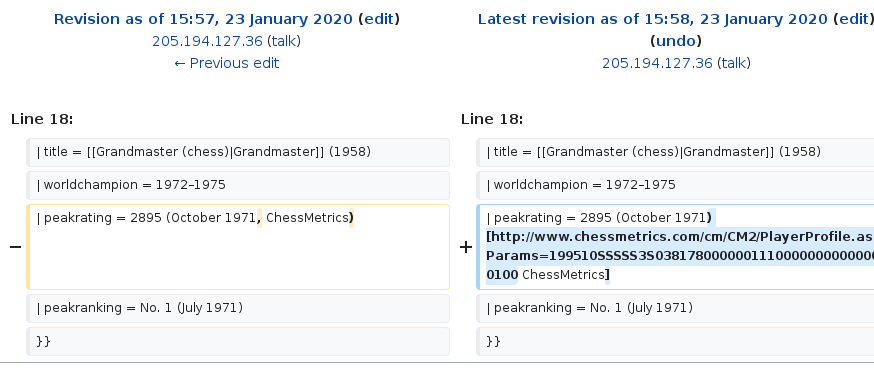 Revision as of 15:57, 23 January 2020 (edit)
205.194.127.36 (talk)
← Previous edit
Latest revision as of 15:58, 23 January 2020 (edit)
(undo)
205.194.127.36 (talk)
Line 18:
| title = [[Grandmaster (chess)|Grandmaster]] (1958)
| worldchampion = 1972–1975
− | peakrating = 2895 (October 1971, ChessMetrics)
| peakranking = No. 1 (July 1971)
}}
Line 18:
| title = [[Grandmaster (chess)|Grandmaster]] (1958)
| worldchampion = 1972–1975
+ | peakrating = 2895 (October 1971)
[http://www.chessmetrics.com/cm/CM2/PlayerProfile.as
0100 ChessMetrics]
| peakranking = No. 1 (July 1971)
}}